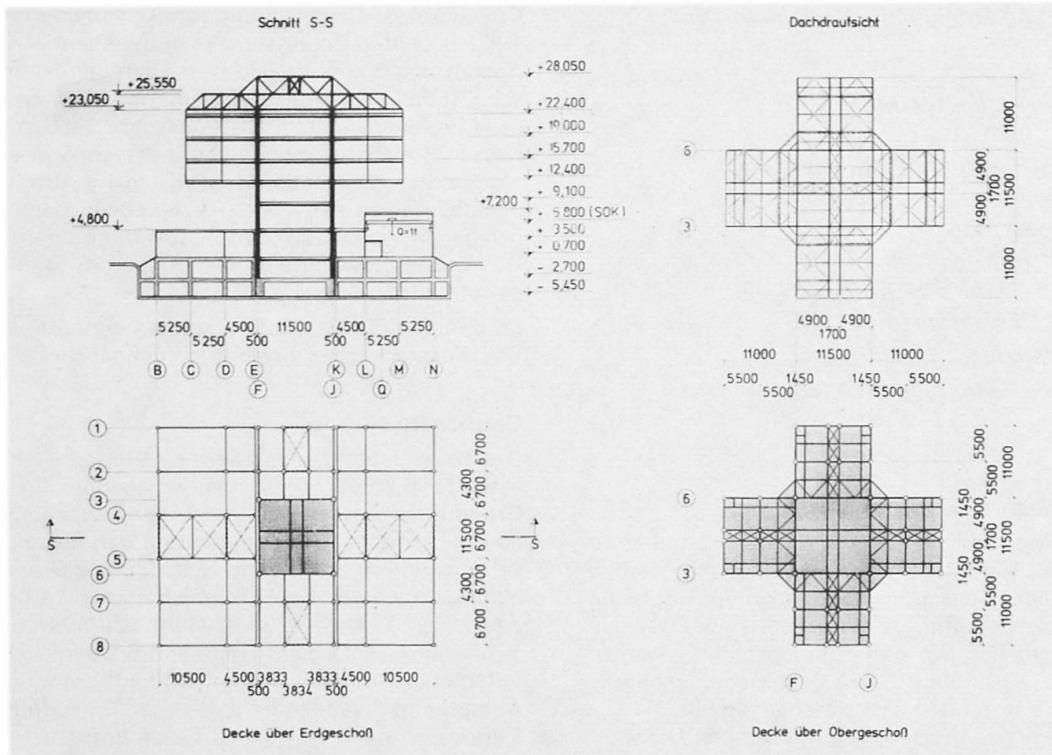 Schnitt S-S
+25,550
+23,050
+4,800
+28,050
+22,400
+19,000
+15,700
+12,400
+9,100
+7,200
+5,800 (SOK)
+3,500
+0,700
-2,700
-5,450
Q=1t
5250 4500 11500 4500 5250
5250 500 500 5250
B C D E K L M N
F J Q
1
2
3
4
5
6
7
8
S
S
6700
4300 6700
6700
11500 6700
6700
4300 6700
6700
10500 4500 3833 3833 4500 10500
500 3834 500
Decke über Erdgeschoß
Dachdraufsicht
6
3
11000
4900
4900 1700 11500
11000
4900 4900
1700
11000 11500 11000
5500 1450 1450 5500
5500 5500
6
3
5500
5500 11000
1450
4900
1700 11500
4900
1450
5500
5500 11000
F J
Decke über Obergeschoß